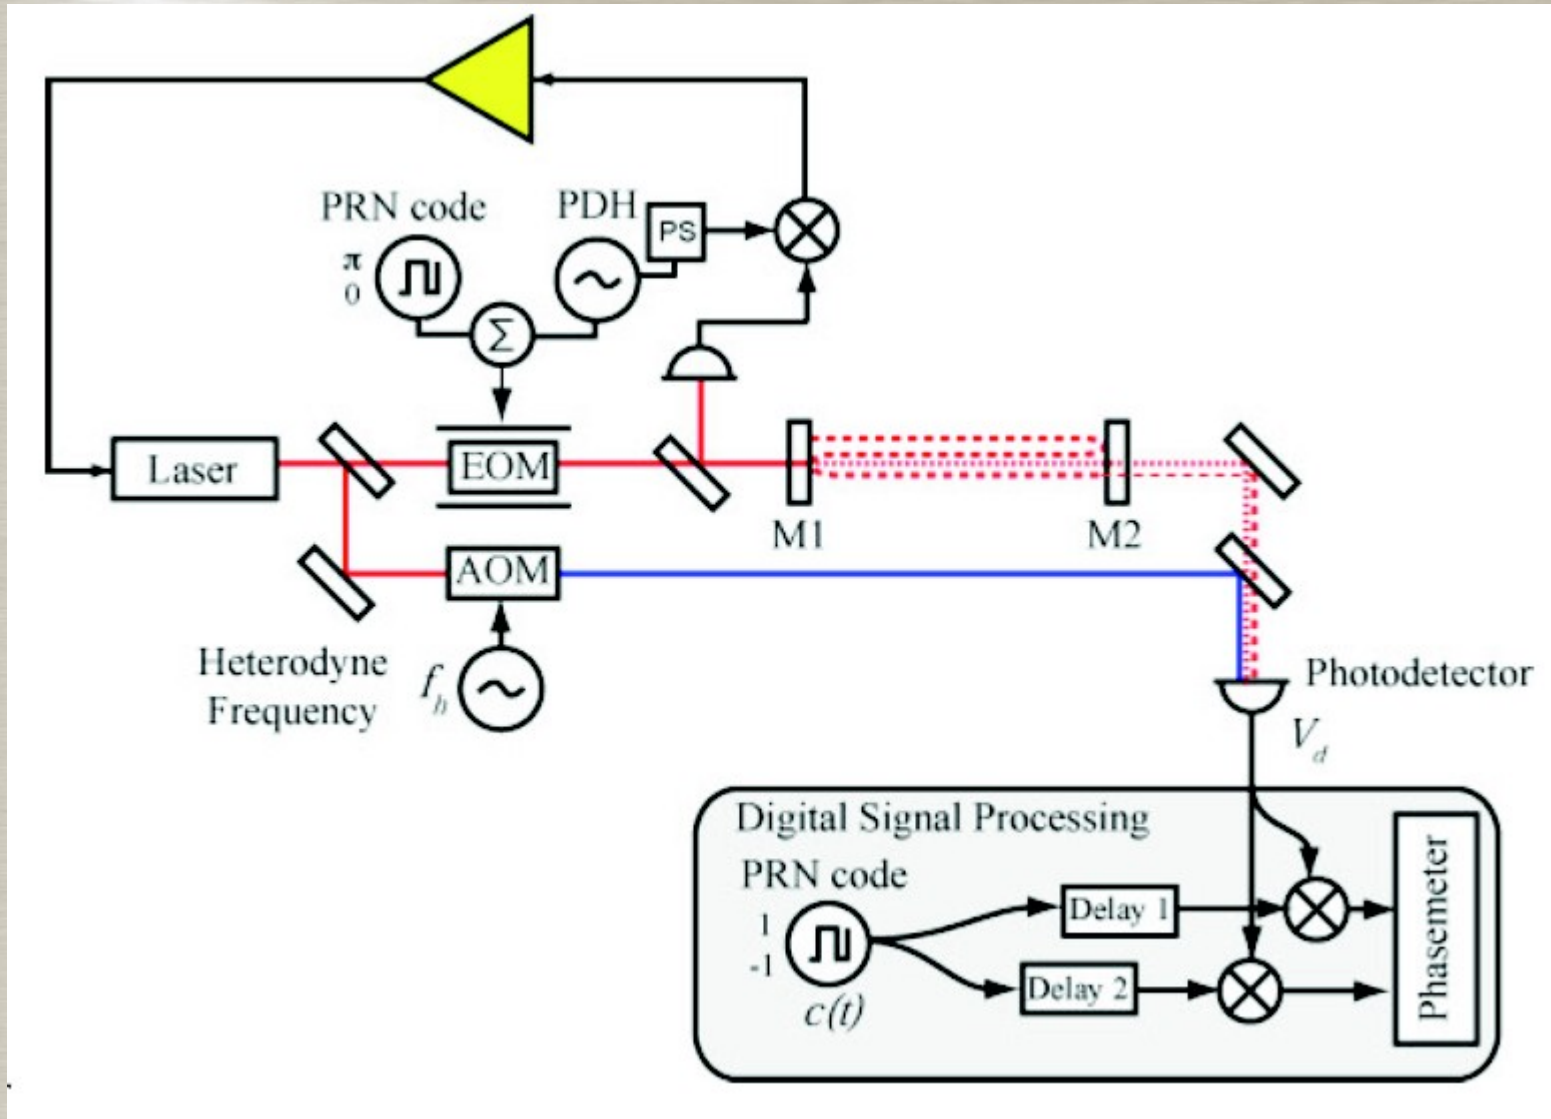 PRN code
π
0
PDH
PS
Σ
Laser
EOM
M1
M2
AOM
Heterodyne
Frequency
f_h
Photodetector
V_d
Digital Signal Processing
PRN code
1
-1
c(t)
Delay 1
Delay 2
Phasemeter